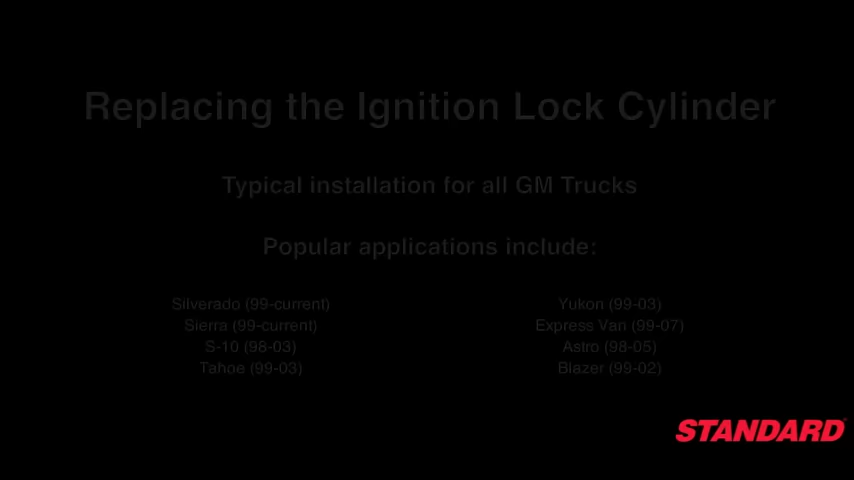 Replacing the Ignition Lock Cylinder
Typical installation for all GM Trucks
Popular applications include:
Silverado (99-current)
Sierra (99-current)
S-10 (98-03)
Tahoe (99-03)
Yukon (99-03)
Express Van (99-07)
Astro (98-05)
Blazer (99-02)
STANDARD